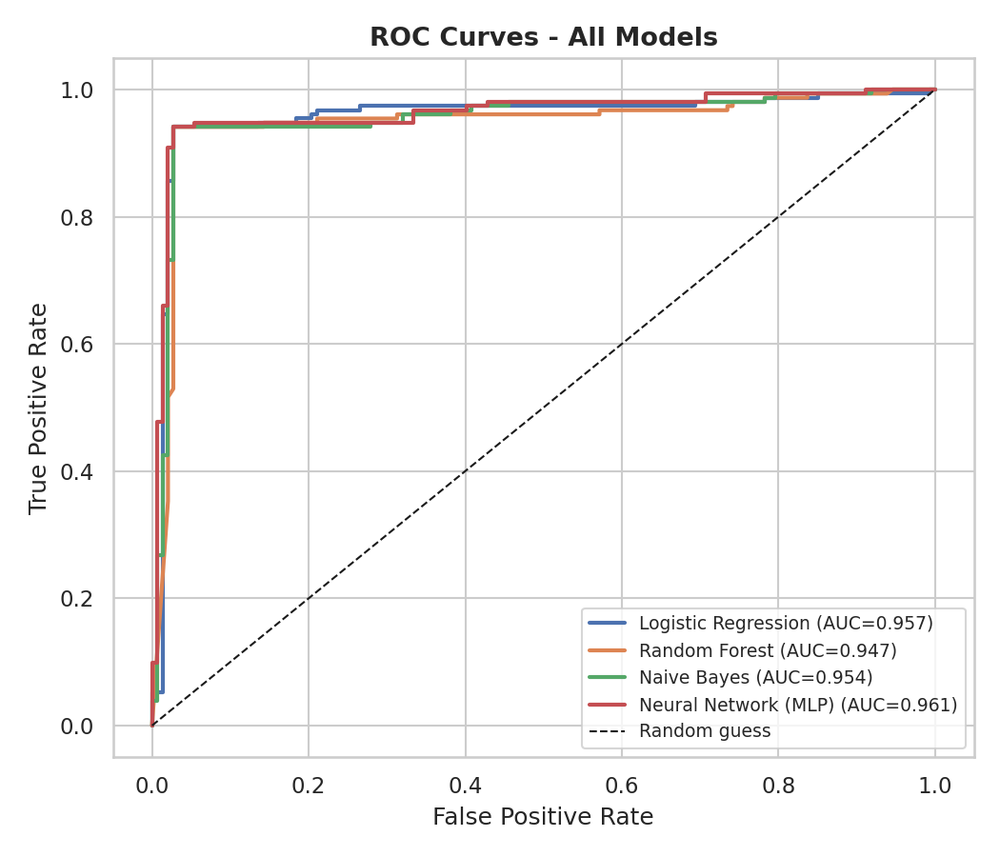 ROC Curves - All Models
True Positive Rate
1.0
0.8
0.6
0.4
0.2
0.0
0.0 0.2 0.4 0.6 0.8 1.0
False Positive Rate
Logistic Regression (AUC=0.957)
Random Forest (AUC=0.947)
Naive Bayes (AUC=0.954)
Neural Network (MLP) (AUC=0.961)
Random guess